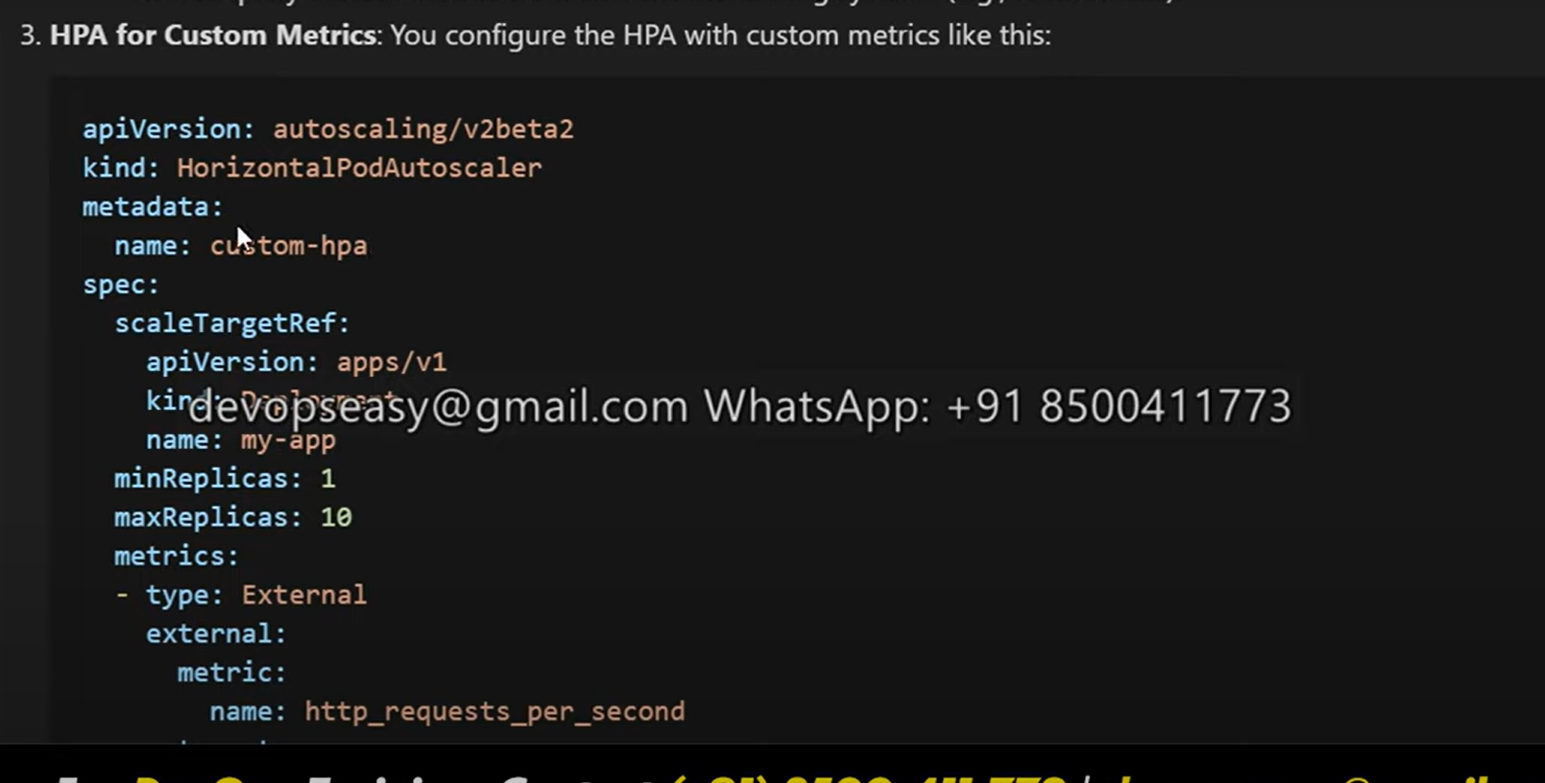 3. HPA for Custom Metrics: You configure the HPA with custom metrics like this:
apiVersion: autoscaling/v2beta2
kind: HorizontalPodAutoscaler
metadata:
  name: custom-hpa
spec:
  scaleTargetRef:
    apiVersion: apps/v1
    kind: Deployment
devopseasy@gmail.com WhatsApp: +91 8500411773
    name: my-app
  minReplicas: 1
  maxReplicas: 10
  metrics:
  - type: External
    external:
      metric:
        name: http_requests_per_second